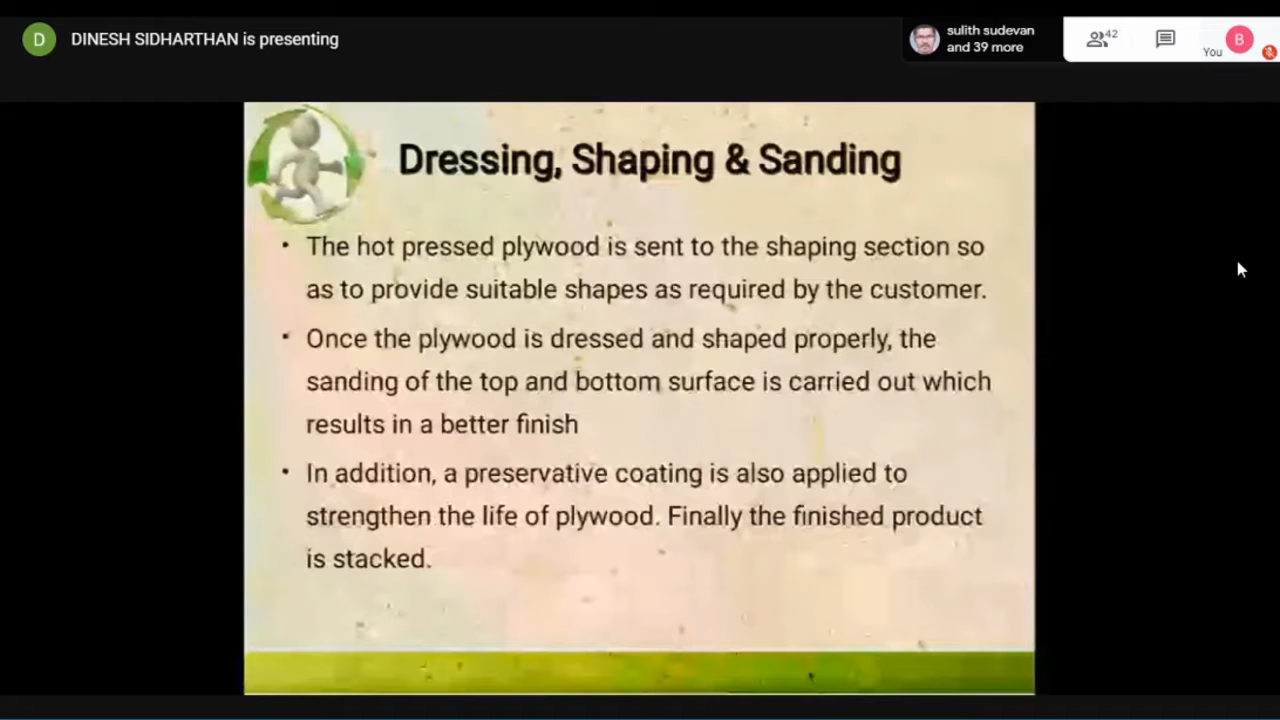 D DINESH SIDHARTHAN is presenting
sulith sudevan
and 39 more
42
You
B
Dressing, Shaping & Sanding
• The hot pressed plywood is sent to the shaping section so
as to provide suitable shapes as required by the customer.
• Once the plywood is dressed and shaped properly, the
sanding of the top and bottom surface is carried out which
results in a better finish
• In addition, a preservative coating is also applied to
strengthen the life of plywood. Finally the finished product
is stacked.